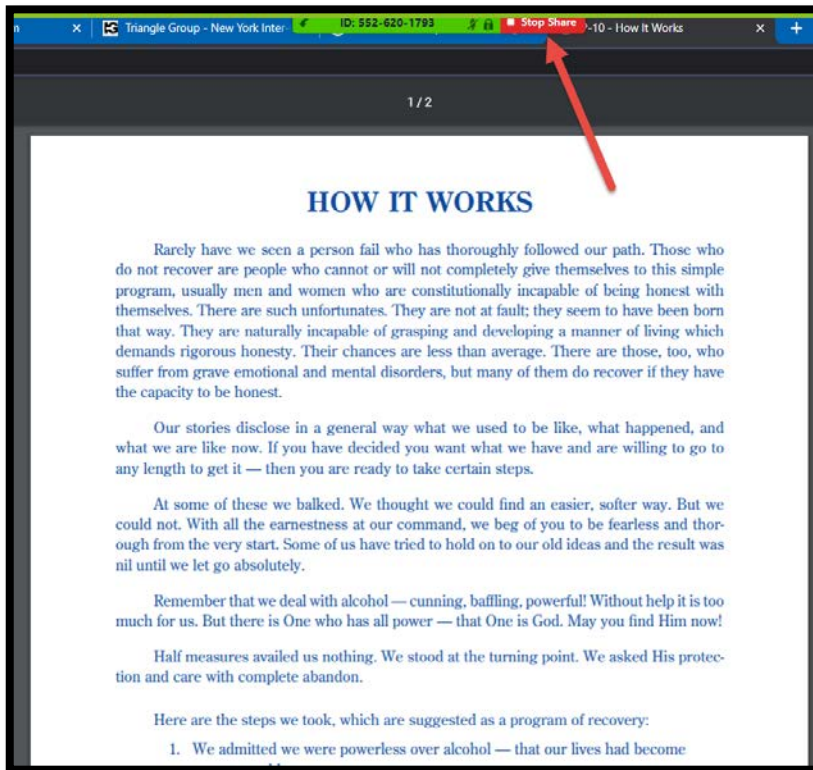 n
Triangle Group - New York Inter-
ID: 552-620-1793
Stop Share
P-10 - How It Works
1 / 2
HOW IT WORKS
Rarely have we seen a person fail who has thoroughly followed our path. Those who
do not recover are people who cannot or will not completely give themselves to this simple
program, usually men and women who are constitutionally incapable of being honest with
themselves. There are such unfortunates. They are not at fault; they seem to have been born
that way. They are naturally incapable of grasping and developing a manner of living which
demands rigorous honesty. Their chances are less than average. There are those, too, who
suffer from grave emotional and mental disorders, but many of them do recover if they have
the capacity to be honest.
Our stories disclose in a general way what we used to be like, what happened, and
what we are like now. If you have decided you want what we have and are willing to go to
any length to get it — then you are ready to take certain steps.
At some of these we balked. We thought we could find an easier, softer way. But we
could not. With all the earnestness at our command, we beg of you to be fearless and thor-
ough from the very start. Some of us have tried to hold on to our old ideas and the result was
nil until we let go absolutely.
Remember that we deal with alcohol — cunning, baffling, powerful! Without help it is too
much for us. But there is One who has all power — that One is God. May you find Him now!
Half measures availed us nothing. We stood at the turning point. We asked His protec-
tion and care with complete abandon.
Here are the steps we took, which are suggested as a program of recovery:
1. We admitted we were powerless over alcohol — that our lives had become